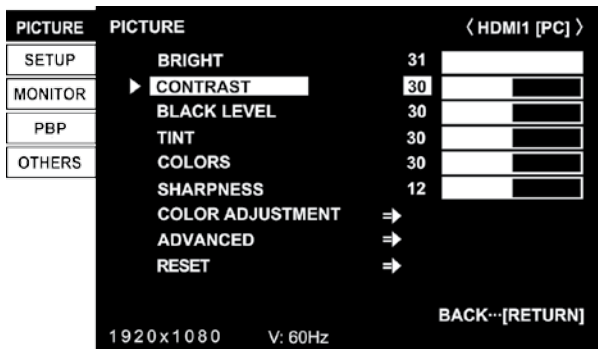 PICTURE
SETUP
MONITOR
PBP
OTHERS
PICTURE 〈 HDMI1 [PC] 〉
BRIGHT 31
CONTRAST 30
BLACK LEVEL 30
TINT 30
COLORS 30
SHARPNESS 12
COLOR ADJUSTMENT
ADVANCED
RESET
BACK···[RETURN]
1920x1080 V: 60Hz